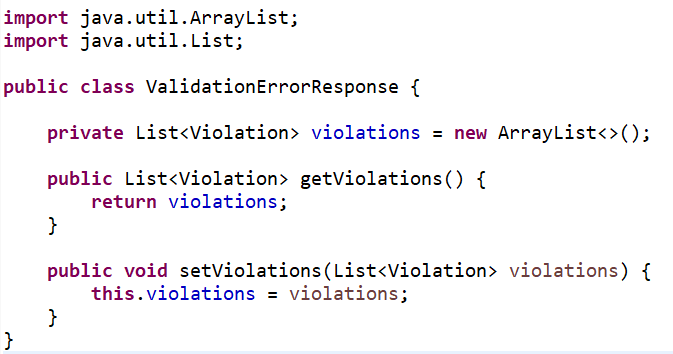 import java.util.ArrayList;
import java.util.List;
public class ValidationErrorResponse {
private List<Violation> violations = new ArrayList<>();
public List<Violation> getViolations() {
return violations;
}
public void setViolations(List<Violation> violations) {
this.violations = violations;
}
}